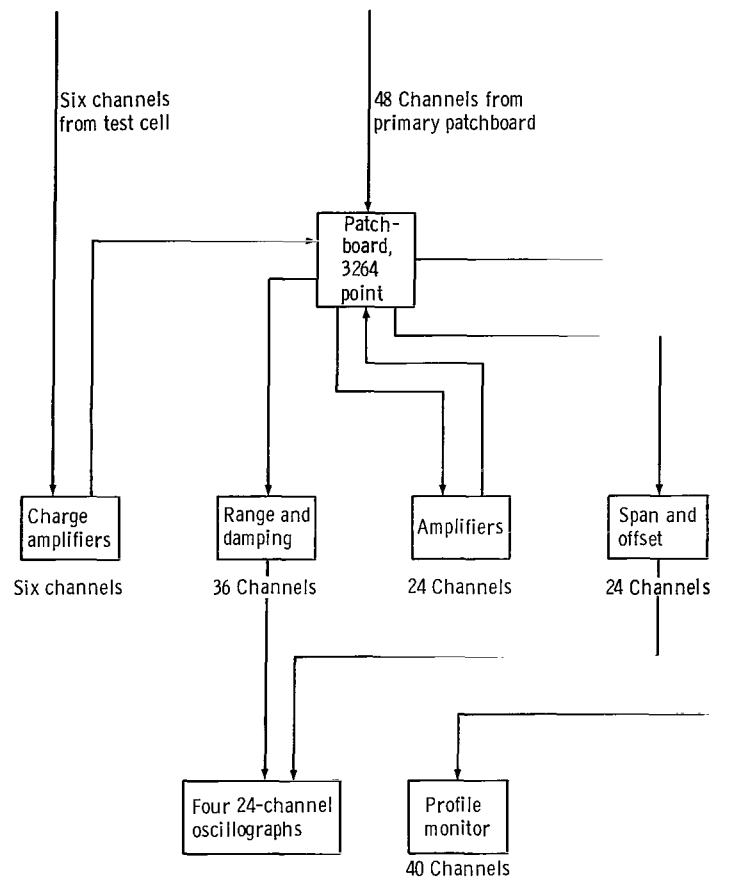 Six channels
from test cell
48 Channels from
primary patchboard
Patch-
board,
3264
point
Charge
amplifiers
Six channels
Range and
damping
36 Channels
Amplifiers
24 Channels
Span and
offset
24 Channels
Four 24-channel
oscillographs
Profile
monitor
40 Channels